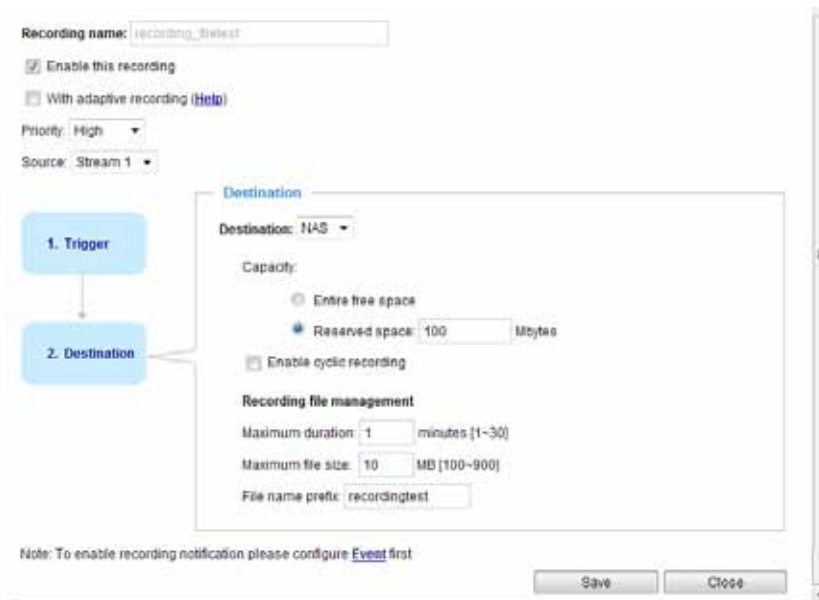 Recording name: recording_filetest
Enable this recording
With adaptive recording (Help)
Priority: High
Source: Stream 1
1. Trigger
2. Destination
Destination
Destination: NAS
Capacity:
Entire free space
Reserved space: 100 Mbytes
Enable cyclic recording
Recording file management
Maximum duration: 1 minutes [1~30]
Maximum file size: 10 MB [100~900]
File name prefix: recordingtest
Note: To enable recording notification please configure Event first
Save Close